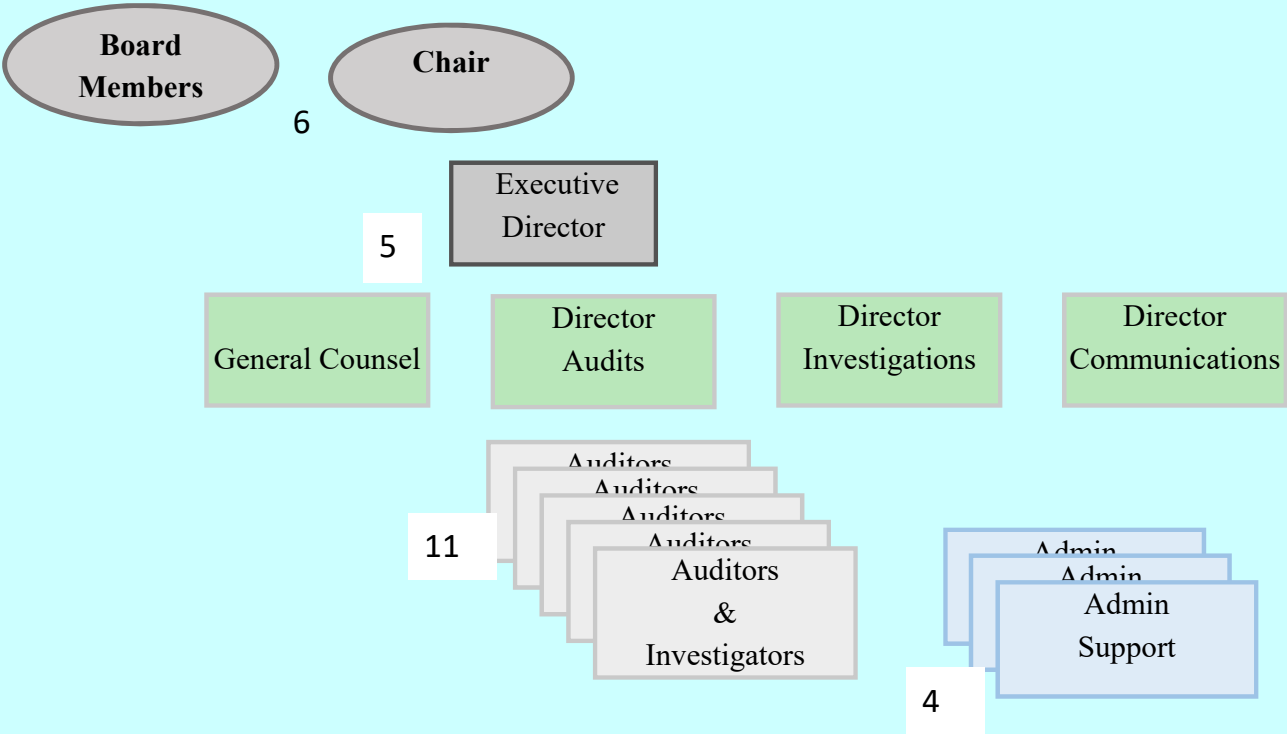 Board
Members
Chair
6
Executive
Director
5
General Counsel
Director
Audits
Director
Investigations
Director
Communications
Auditors
Auditors
Auditors
Auditors
Auditors
&
Investigators
11
Admin
Admin
Admin
Support
4